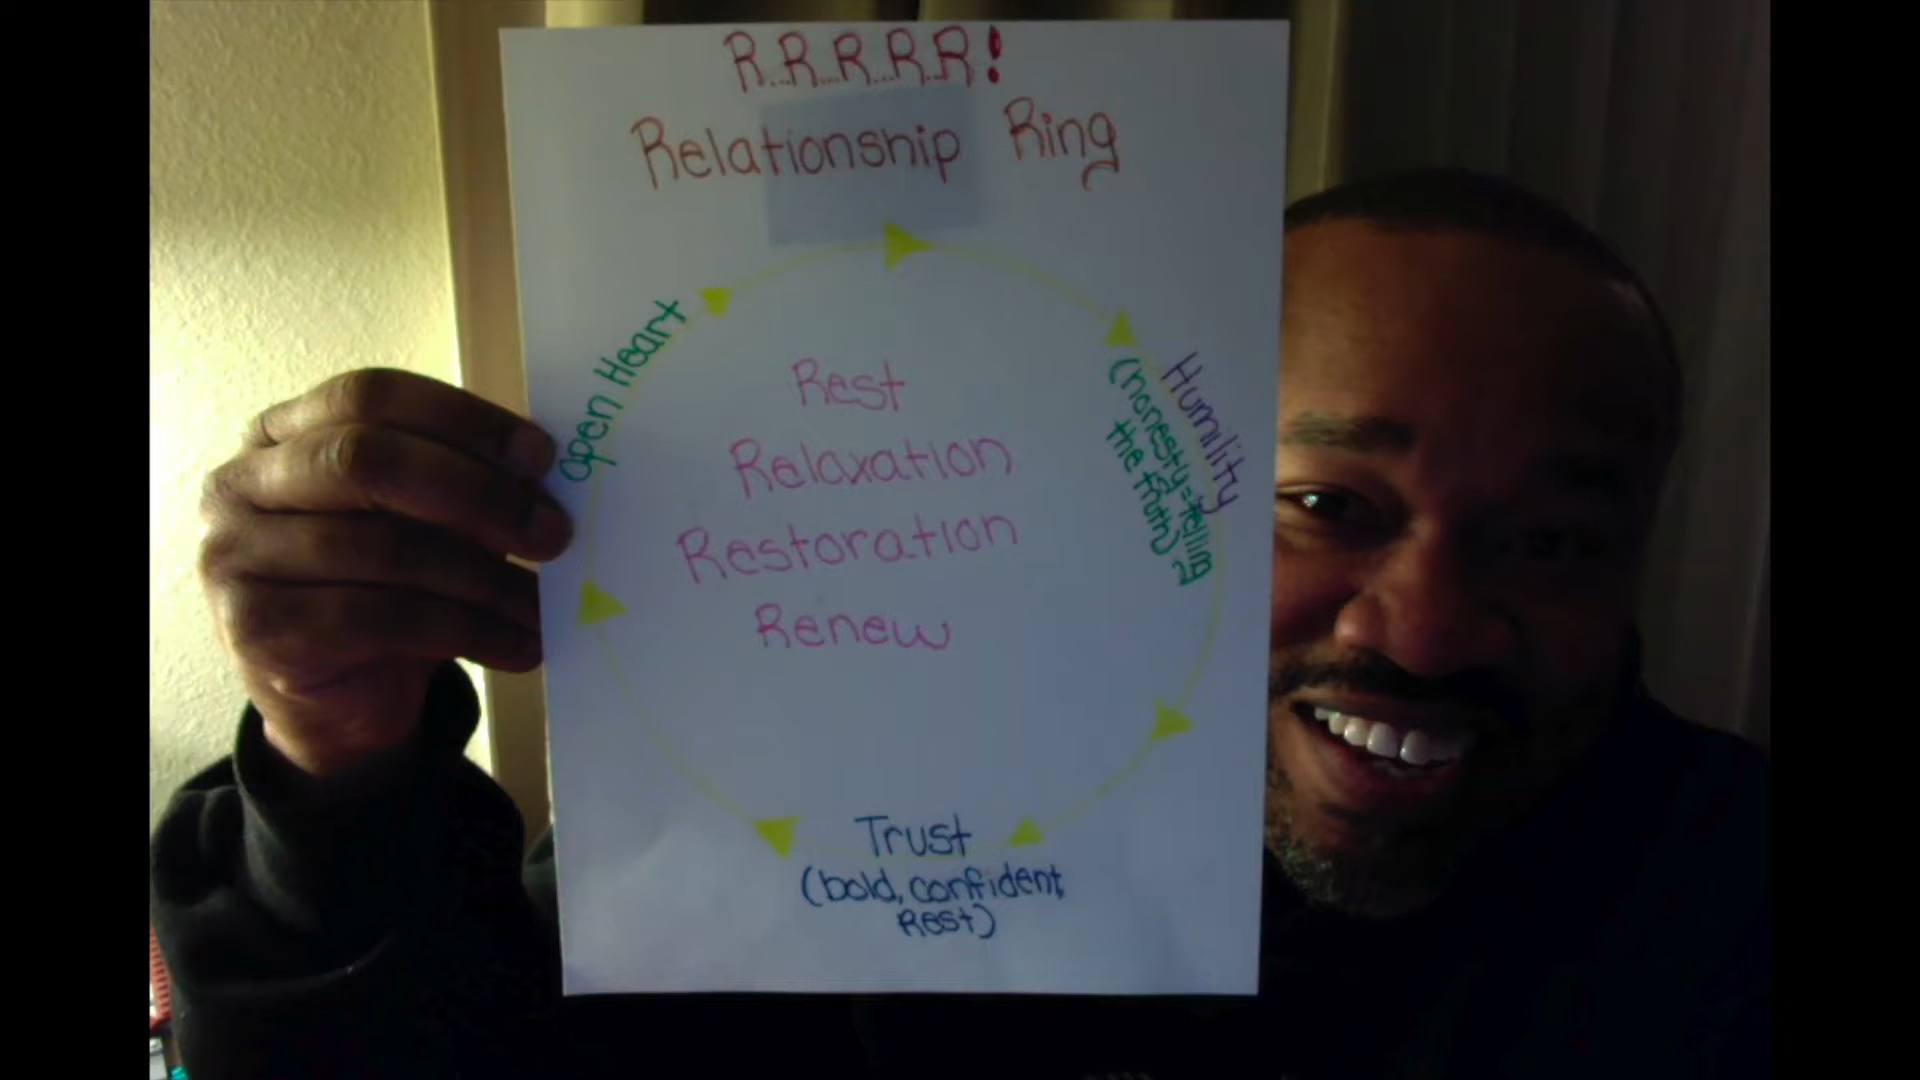 R...R...R...R...R!
Relationship Ring
Open Heart
Humility
(honesty=telling
the truth)
Rest
Relaxation
Restoration
Renew
Trust
(bold, confident,
Rest)